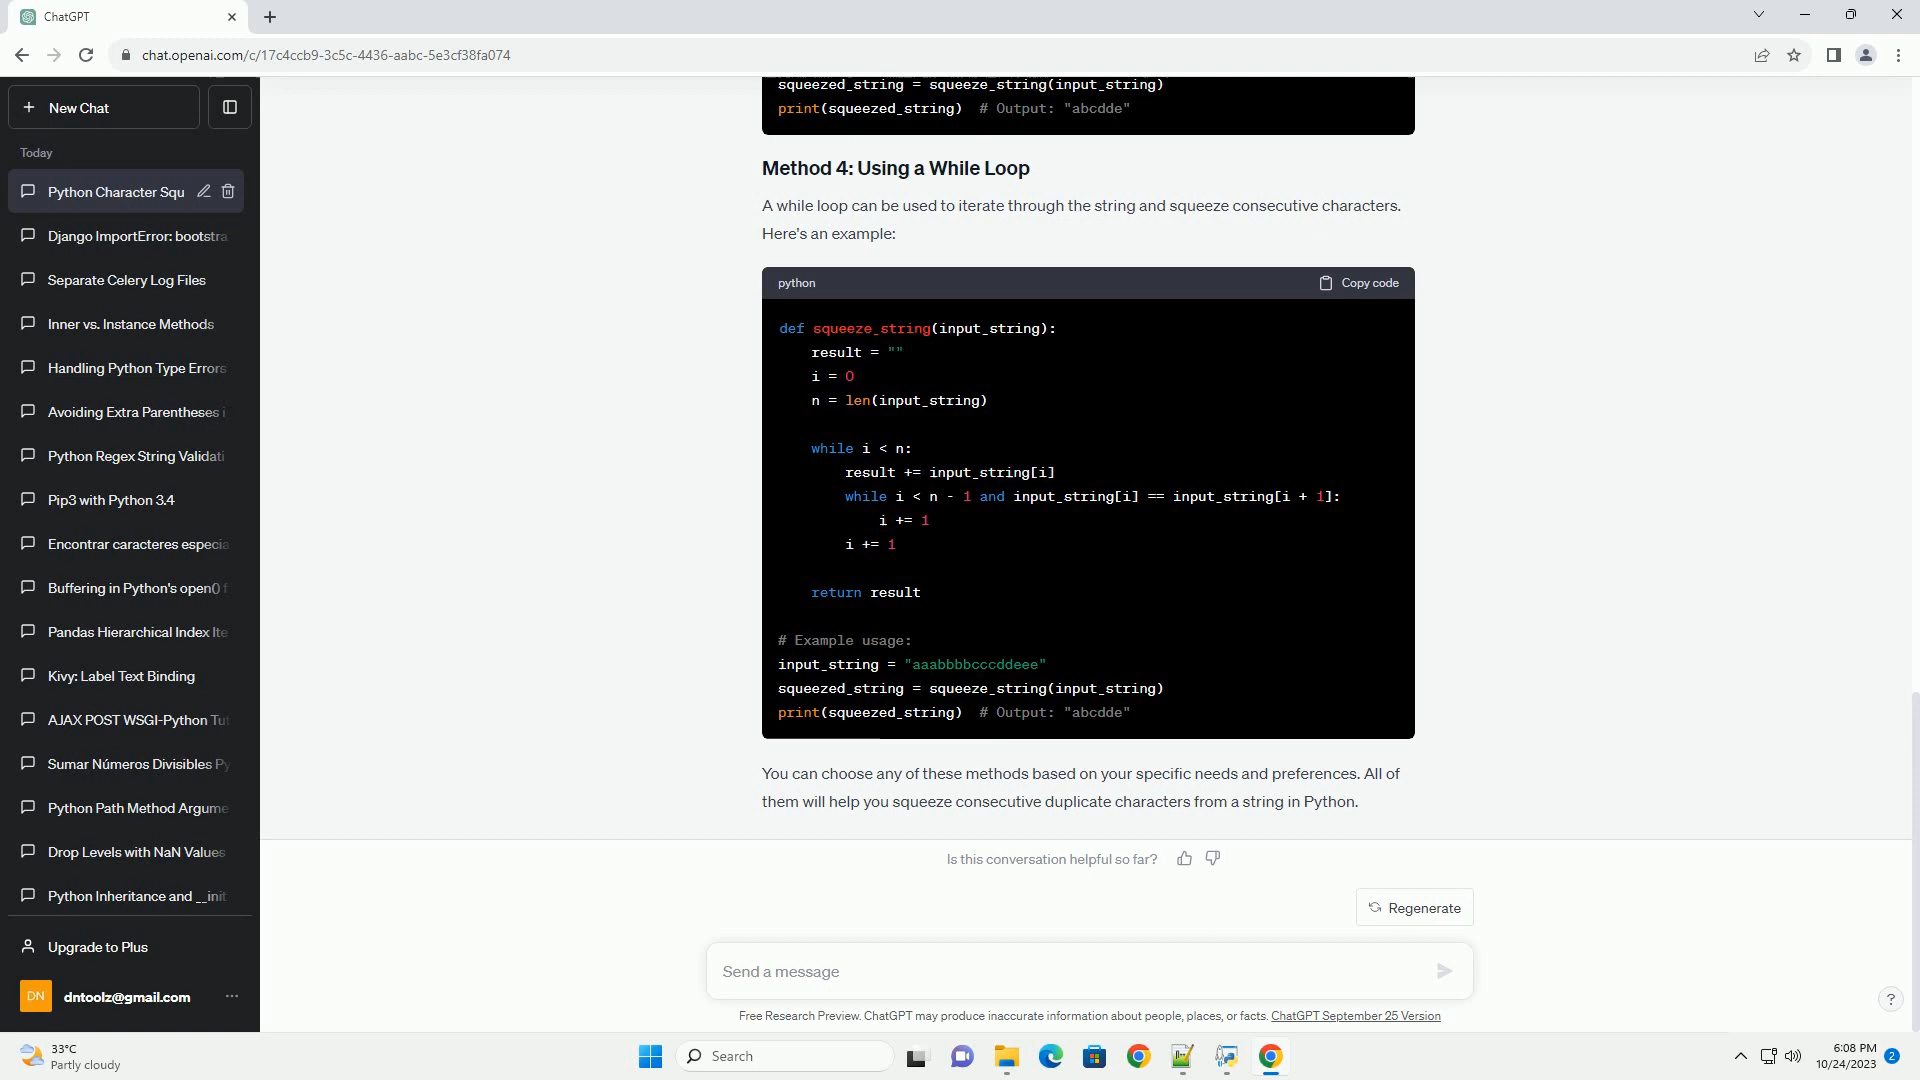 ChatGPT
chat.openai.com/c/17c4ccb9-3c5c-4436-aabc-5e3cf38fa074
New Chat
Today
Python Character Squ
Django ImportError: bootstra
Separate Celery Log Files
Inner vs. Instance Methods
Handling Python Type Errors
Avoiding Extra Parentheses i
Python Regex String Validati
Pip3 with Python 3.4
Encontrar caracteres especia
Buffering in Python's open() f
Pandas Hierarchical Index Ite
Kivy: Label Text Binding
AJAX POST WSGI-Python Tut
Sumar Números Divisibles Py
Python Path Method Argume
Drop Levels with NaN Values
Python Inheritance and __init
Upgrade to Plus
DN
dntoolz@gmail.com
squeezed_string = squeeze_string(input_string)
print(squeezed_string)  # Output: "abcdde"
Method 4: Using a While Loop
A while loop can be used to iterate through the string and squeeze consecutive characters.
Here's an example:
python
Copy code
def squeeze_string(input_string):
    result = ""
    i = 0
    n = len(input_string)
    while i < n:
        result += input_string[i]
        while i < n - 1 and input_string[i] == input_string[i + 1]:
            i += 1
        i += 1
    return result
# Example usage:
input_string = "aaabbbbcccddeee"
squeezed_string = squeeze_string(input_string)
print(squeezed_string)  # Output: "abcdde"
You can choose any of these methods based on your specific needs and preferences. All of
them will help you squeeze consecutive duplicate characters from a string in Python.
Is this conversation helpful so far?
Regenerate
Send a message
Free Research Preview. ChatGPT may produce inaccurate information about people, places, or facts. ChatGPT September 25 Version
?
33°C
Partly cloudy
Search
6:08 PM
10/24/2023
2